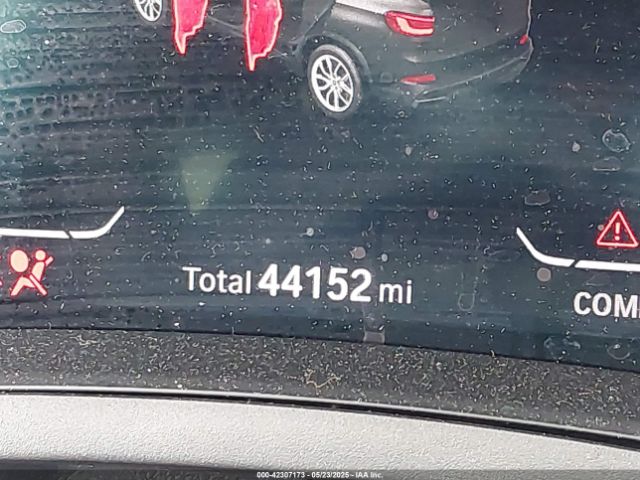 Total 44152 mi
COM
000-42307173 - 05/23/2025 - IAA Inc.